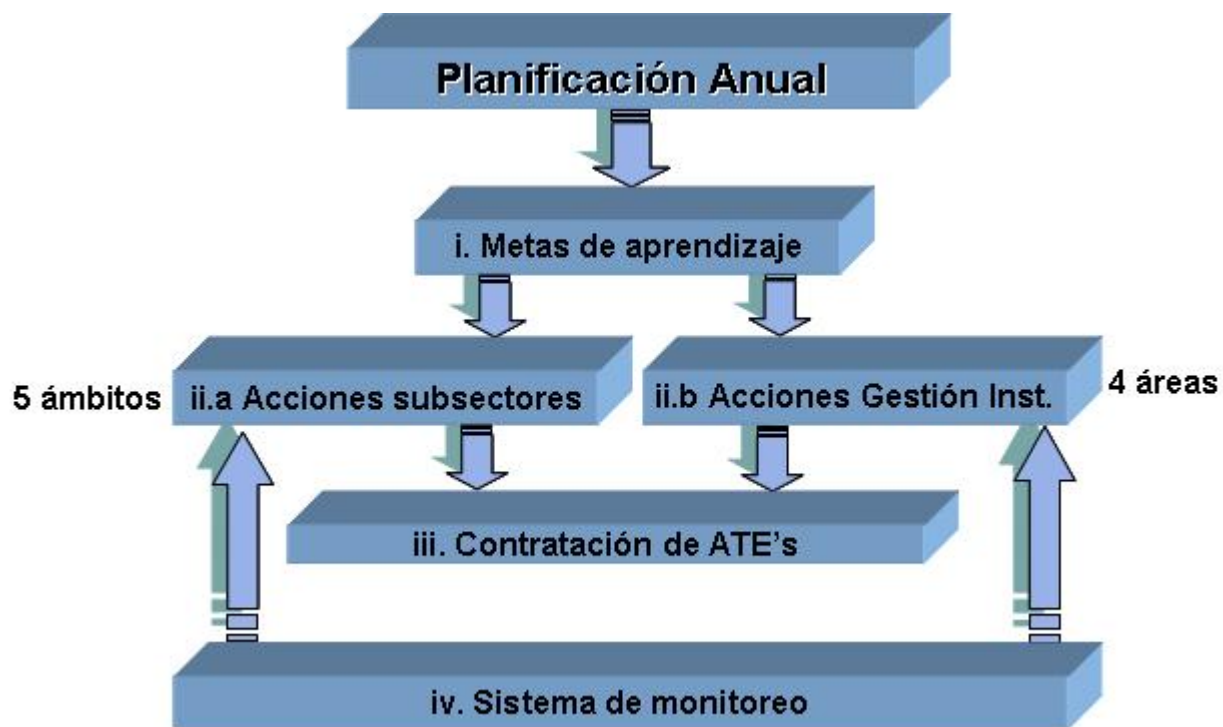 Planificación Anual
i. Metas de aprendizaje
5 ámbitos
ii.a Acciones subsectores
ii.b Acciones Gestión Inst.
4 áreas
iii. Contratación de ATE's
iv. Sistema de monitoreo